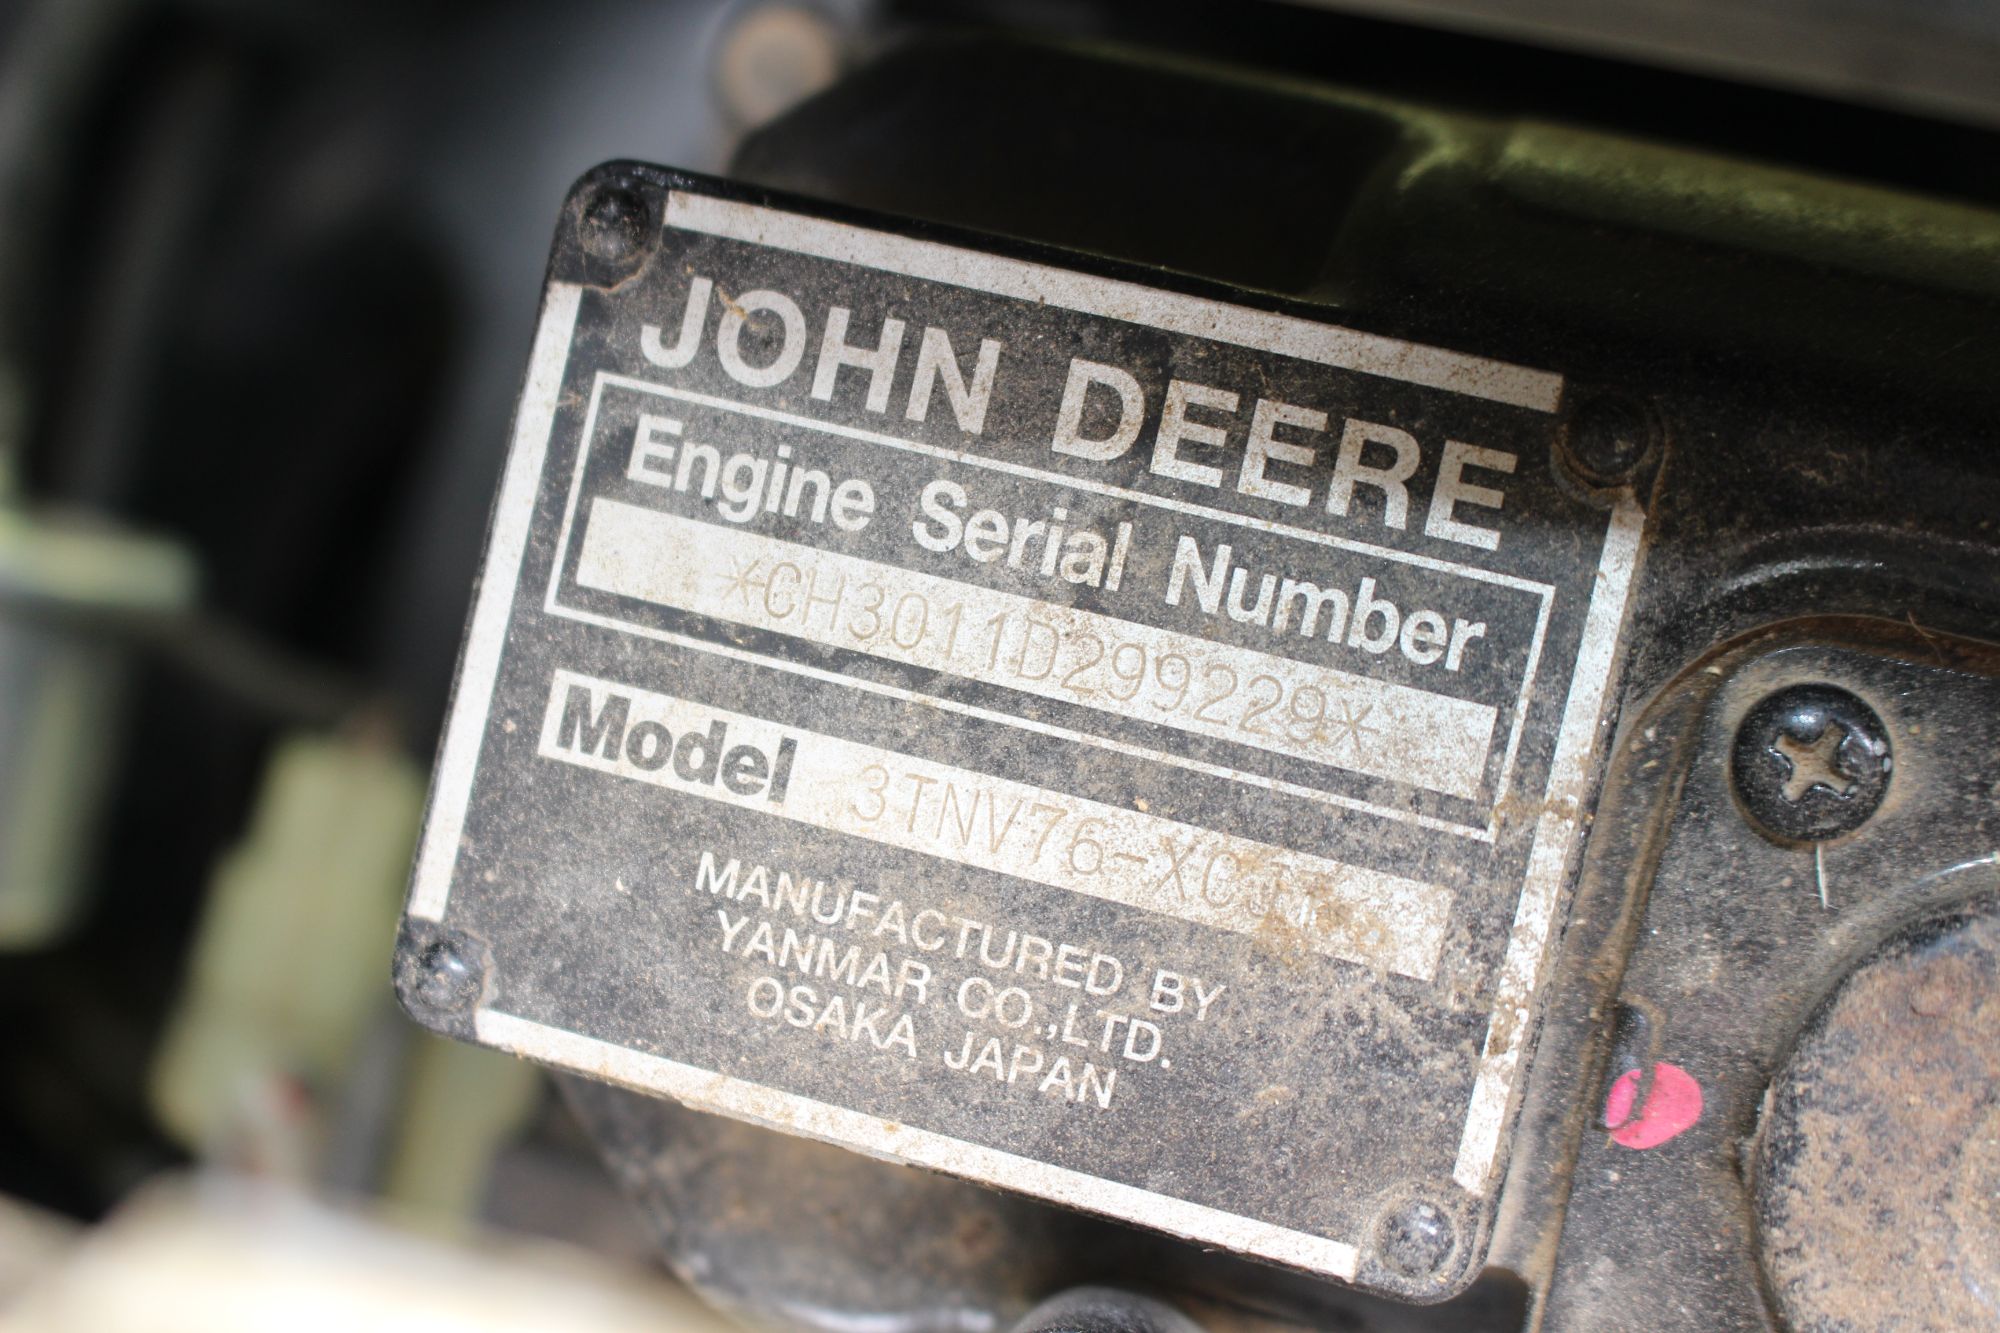 JOHN DEERE
Engine Serial Number
*CH3011D299229*
Model
MANUFACTURED BY
YANMAR CO.,LTD.
OSAKA JAPAN